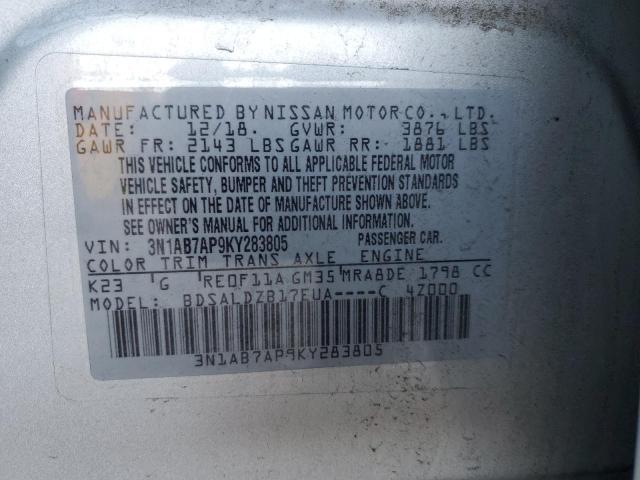 MANUFACTURED BY NISSAN MOTOR CO., LTD.
DATE: 12/18. GVWR: 3876 LBS
GAWR FR: 2143 LBS GAWR RR: 1881 LBS
THIS VEHICLE CONFORMS TO ALL APPLICABLE FEDERAL MOTOR
VEHICLE SAFETY, BUMPER AND THEFT PREVENTION STANDARDS
IN EFFECT ON THE DATE OF MANUFACTURE SHOWN ABOVE.
SEE OWNER'S MANUAL FOR ADDITIONAL INFORMATION.
VIN: 3N1AB7AP9KY283805 PASSENGER CAR.
COLOR TRIM TRANS AXLE ENGINE
K23 G RE0F11A GM35 MRA8DE 1798 CC
MODEL: BDSALDZB17EUA----C 4Z000
3N1AB7AP9KY283805